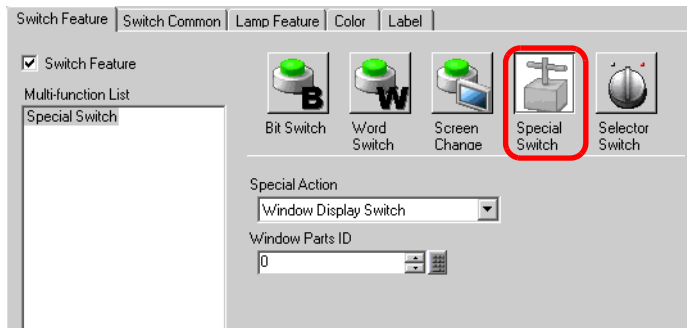 Switch Feature Switch Common Lamp Feature Color Label
Switch Feature
Multi-function List
Special Switch
B
W
Bit Switch
Word
Switch
Screen
Change
Special
Switch
Selector
Switch
Special Action
Window Display Switch
Window Parts ID
0